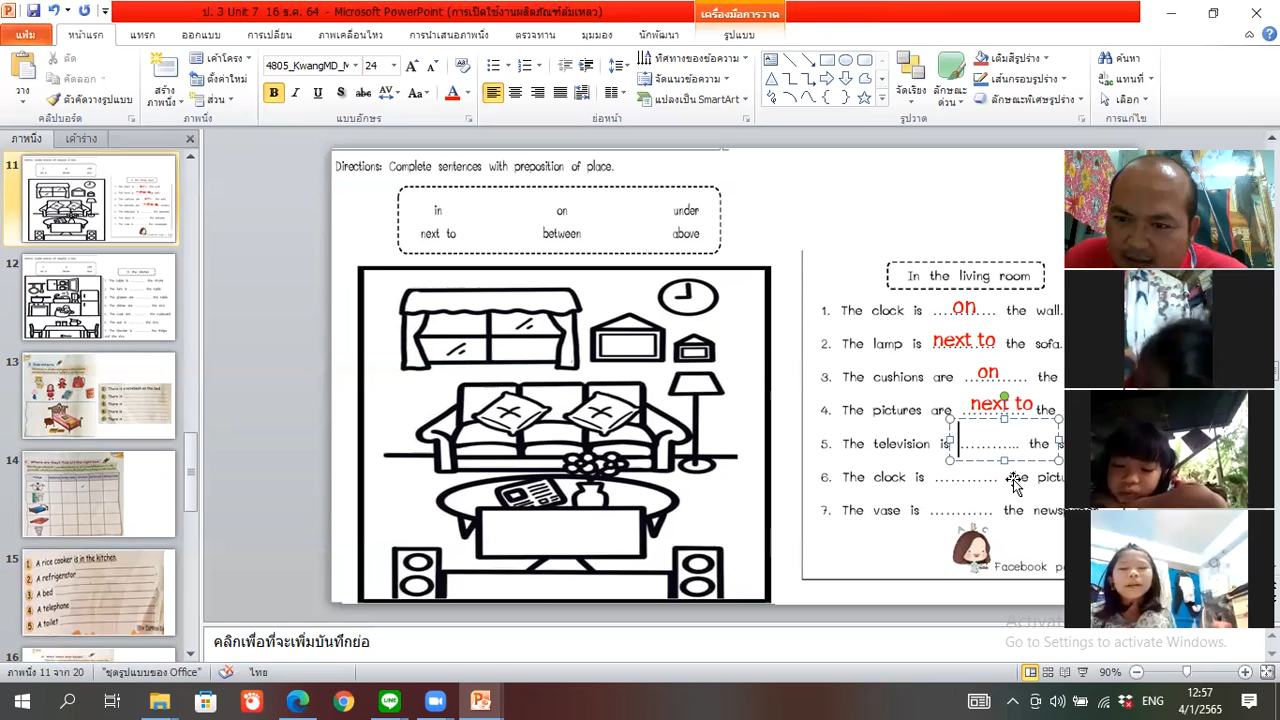 ป. 3 Unit 7 16 ธ.ค. 64 - Microsoft PowerPoint (การเปิดใช้งานผลิตภัณฑ์ล้มเหลว)
เครื่องมือการวาด
แฟ้ม หน้าแรก แทรก ออกแบบ การเปลี่ยน ภาพเคลื่อนไหว การนำเสนอภาพนิ่ง ตรวจทาน มุมมอง นักพัฒนา รูปแบบ
วาง
ตัด
คัดลอก
ตัวคัดวางรูปแบบ
คลิปบอร์ด
สร้าง
ภาพนิ่ง
เค้าโครง
ตั้งค่าใหม่
ส่วน
ภาพนิ่ง
4805_KwangMD_M 24
แบบอักษร
ย่อหน้า
ทิศทางของข้อความ
จัดแนวข้อความ
แปลงเป็น SmartArt
จัดเรียง
ลักษณะ
ด่วน
เติมสีรูปร่าง
เส้นกรอบรูปร่าง
ลักษณะพิเศษรูปร่าง
รูปวาด
ค้นหา
แทนที่
เลือก
การแก้ไข
ภาพนิ่ง เค้าร่าง
11
12
13
14
15
1 A rice cooker is in the kitchen.
2 A refrigerator
3 A bed
4 A telephone
5 A toilet
16
Directions: Complete sentences with preposition of place.
in on under
next to between above
In the living room
1. The clock is ....on.... the wall.
2. The lamp is next to the sofa.
3. The cushions are ....on.... the
4. The pictures are next to the
5. The television is ............ the s
6. The clock is ............ the pictu
7. The vase is ............ the newspaper.
A B C
Facebook p
Activate
Go to Settings to activate Windows.
คลิกเพื่อที่จะเพิ่มบันทึกย่อ
ภาพนิ่ง 11 จาก 20 "ชุดรูปแบบของ Office" ไทย 90%
ENG 12:57
4/1/2565